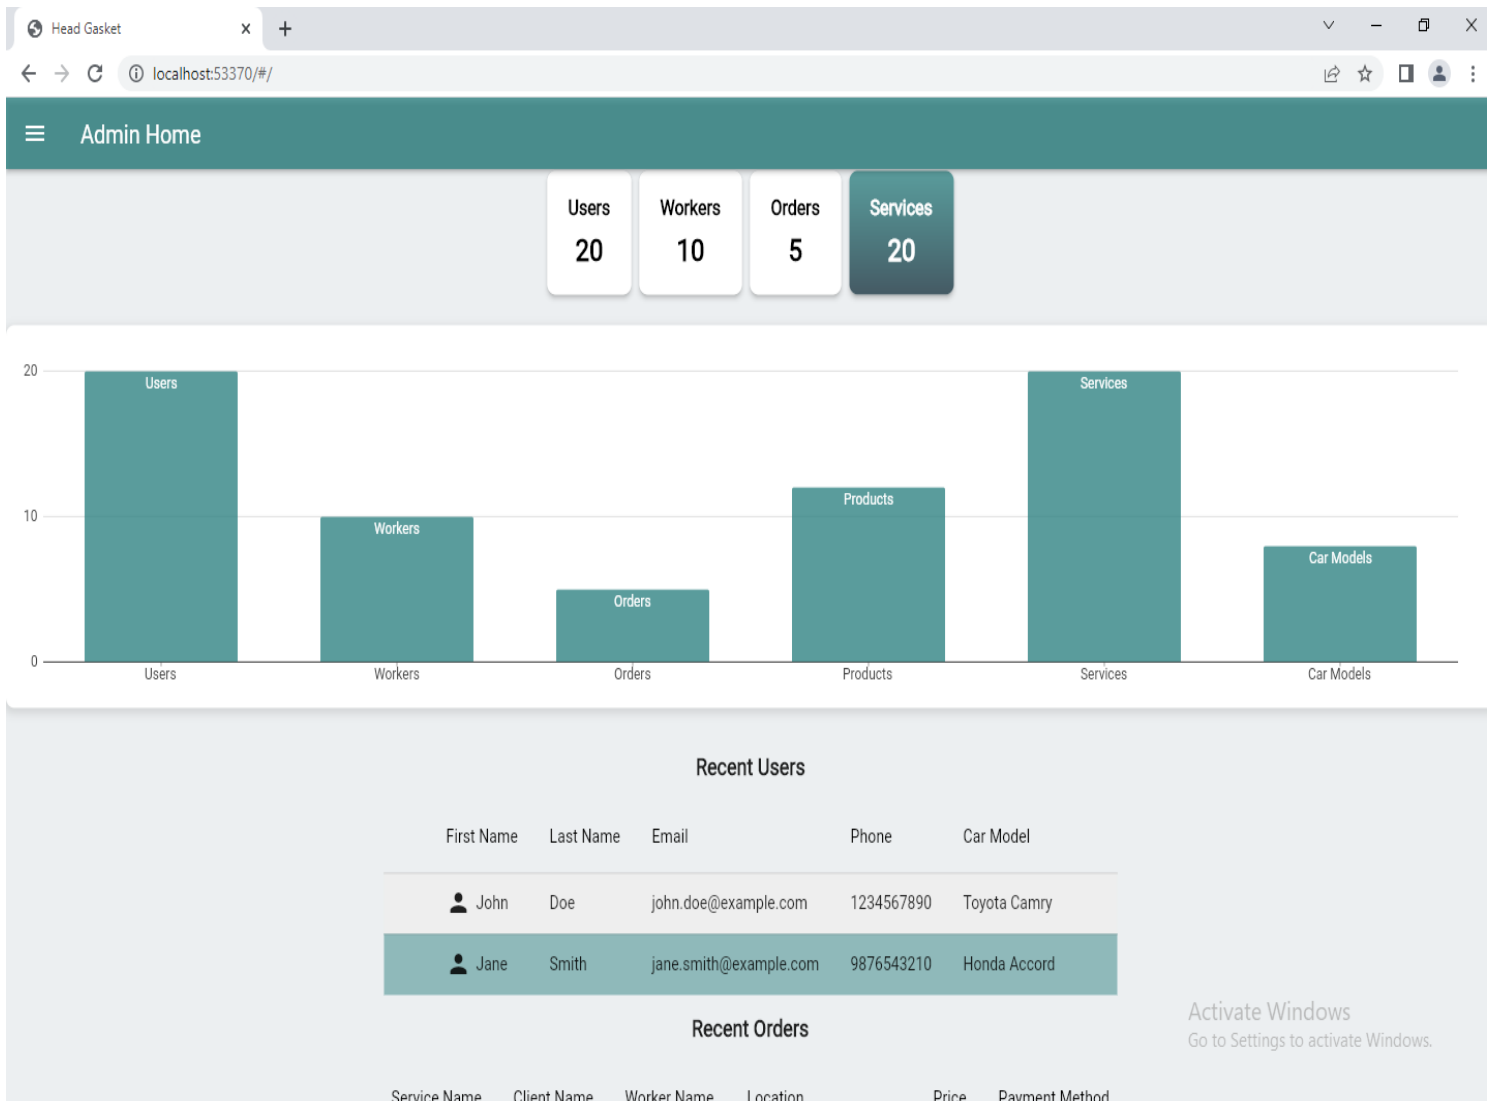 Head Gasket
localhost:53370/#/
Admin Home
Users Workers Orders Services
20 10 5 20
20
Users Services
Products
10
Workers
Car Models
Orders
0
Users Workers Orders Products Services Car Models
Recent Users
First Name Last Name Email Phone Car Model
John Doe john.doe@example.com 1234567890 Toyota Camry
Jane Smith jane.smith@example.com 9876543210 Honda Accord
Activate Windows
Recent Orders
Go to Settings to activate Windows.
Service Name Client Name Worker Name Location Price Payment Method